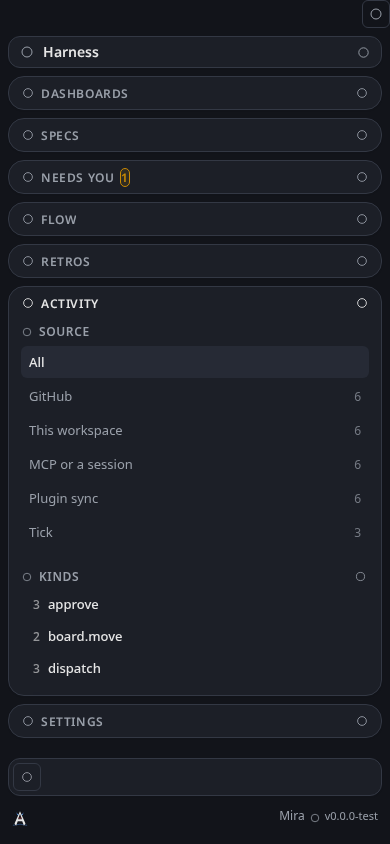 Harness
DASHBOARDS
SPECS
NEEDS YOU 1
FLOW
RETROS
ACTIVITY
SOURCE
All
GitHub 6
This workspace 6
MCP or a session 6
Plugin sync 6
Tick 3
KINDS
3 approve
2 board.move
3 dispatch
SETTINGS
A Mira v0.0.0-test